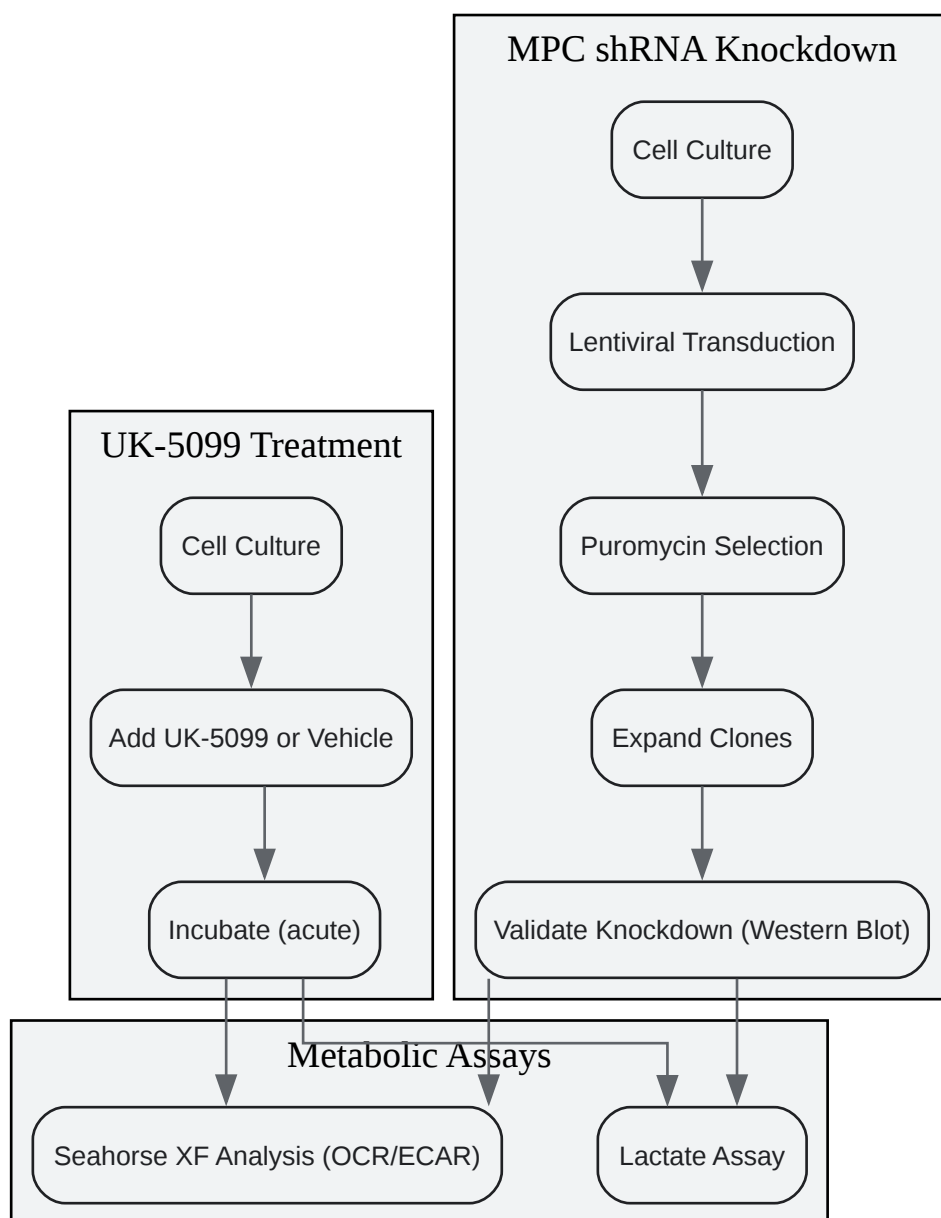 MPC shRNA Knockdown
Cell Culture
Lentiviral Transduction
Puromycin Selection
Expand Clones
Validate Knockdown (Western Blot)
UK-5099 Treatment
Cell Culture
Add UK-5099 or Vehicle
Incubate (acute)
Metabolic Assays
Seahorse XF Analysis (OCR/ECAR)
Lactate Assay